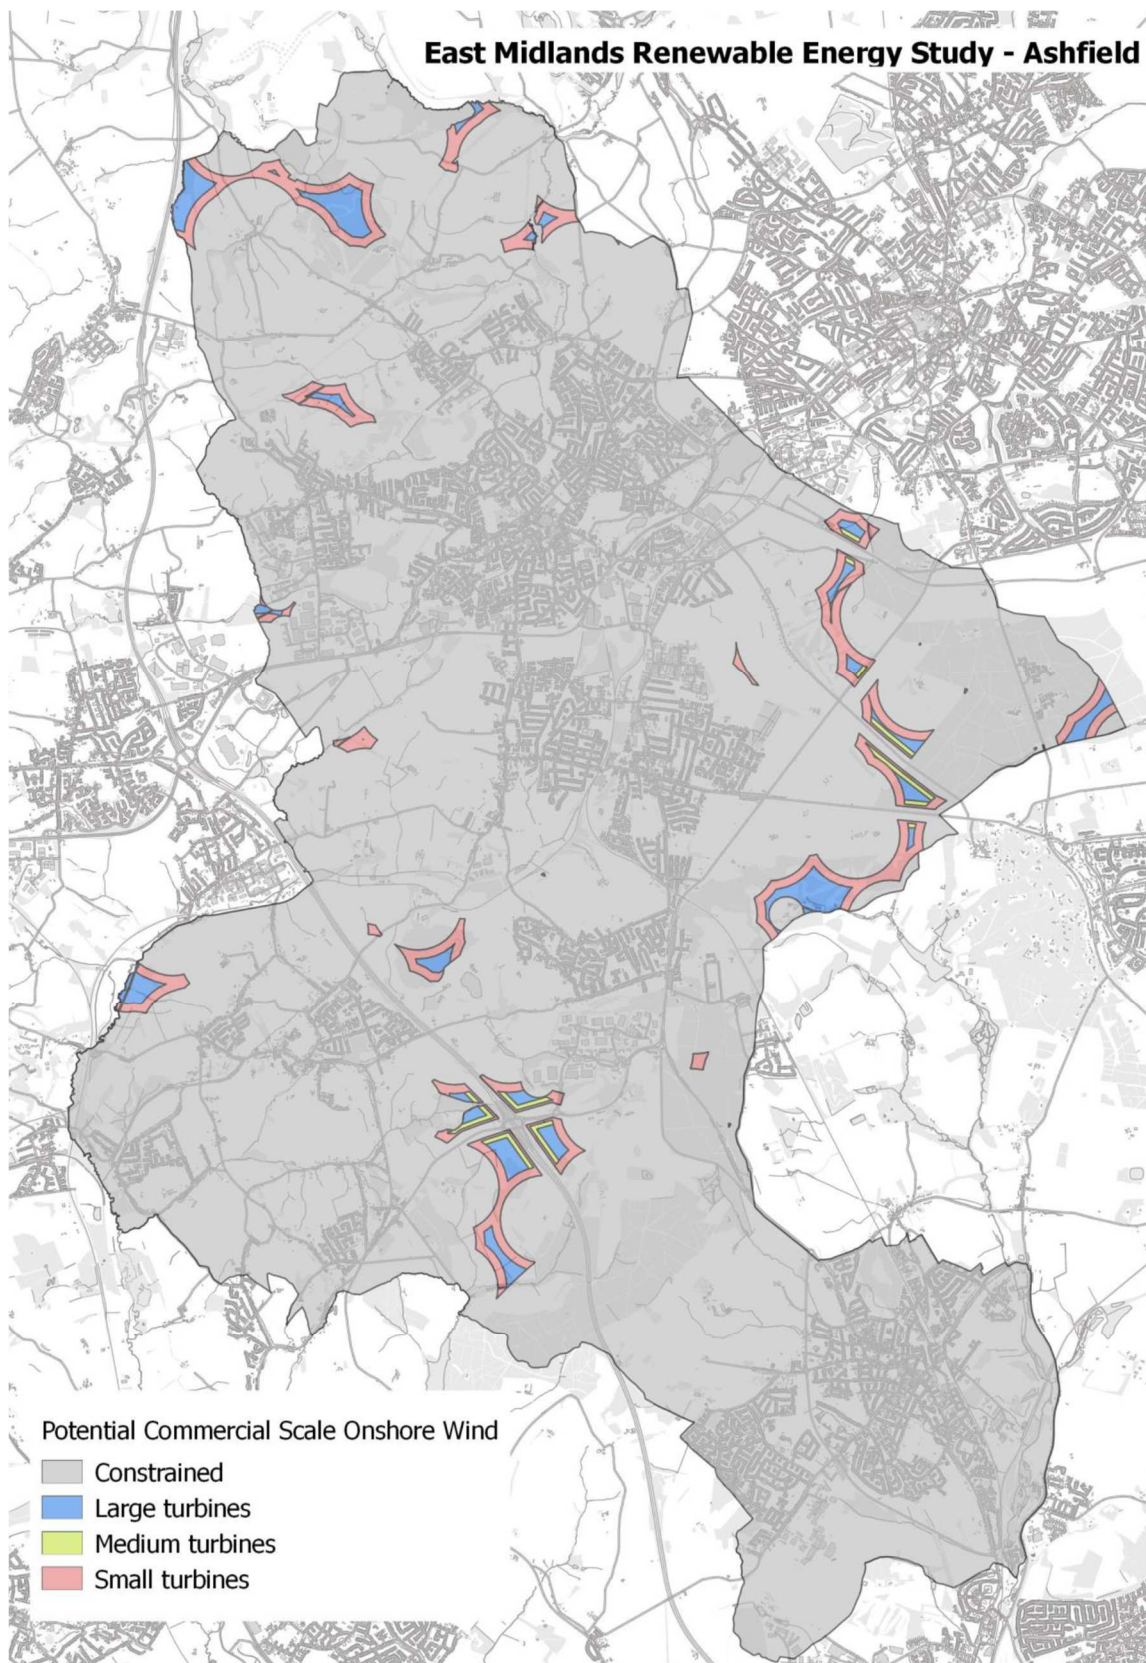 East Midlands Renewable Energy Study - Ashfield
Potential Commercial Scale Onshore Wind
Constrained
Large turbines
Medium turbines
Small turbines